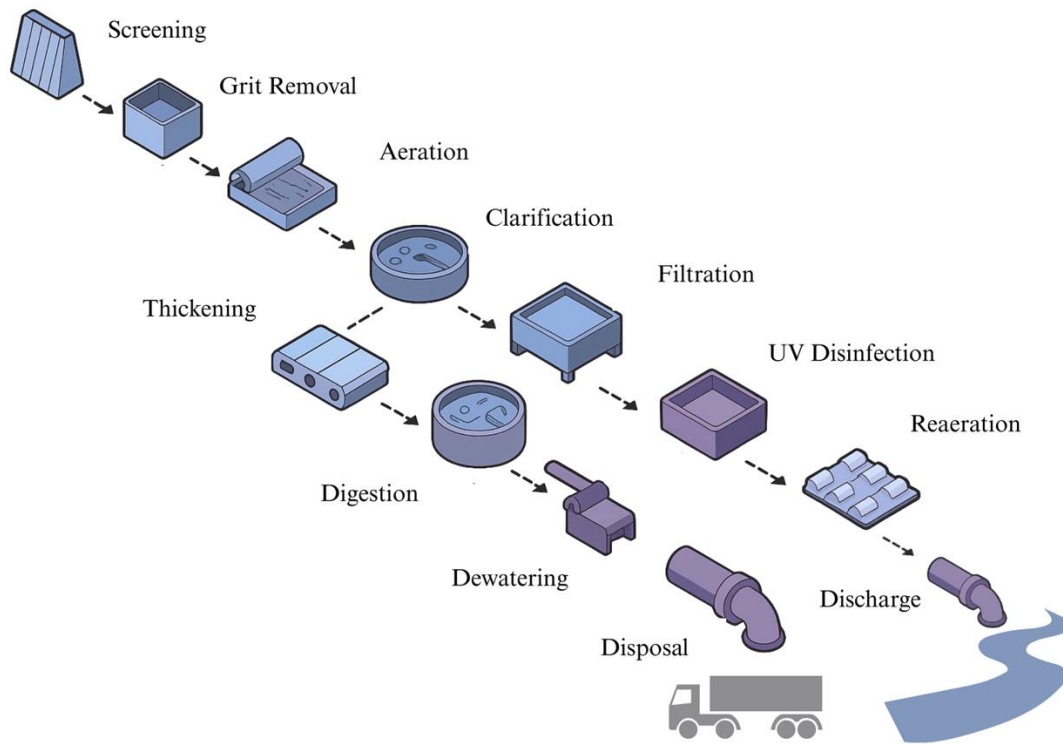 Screening
Grit Removal
Aeration
Clarification
Filtration
Thickening
UV Disinfection
Reaeration
Digestion
Dewatering
Discharge
Disposal